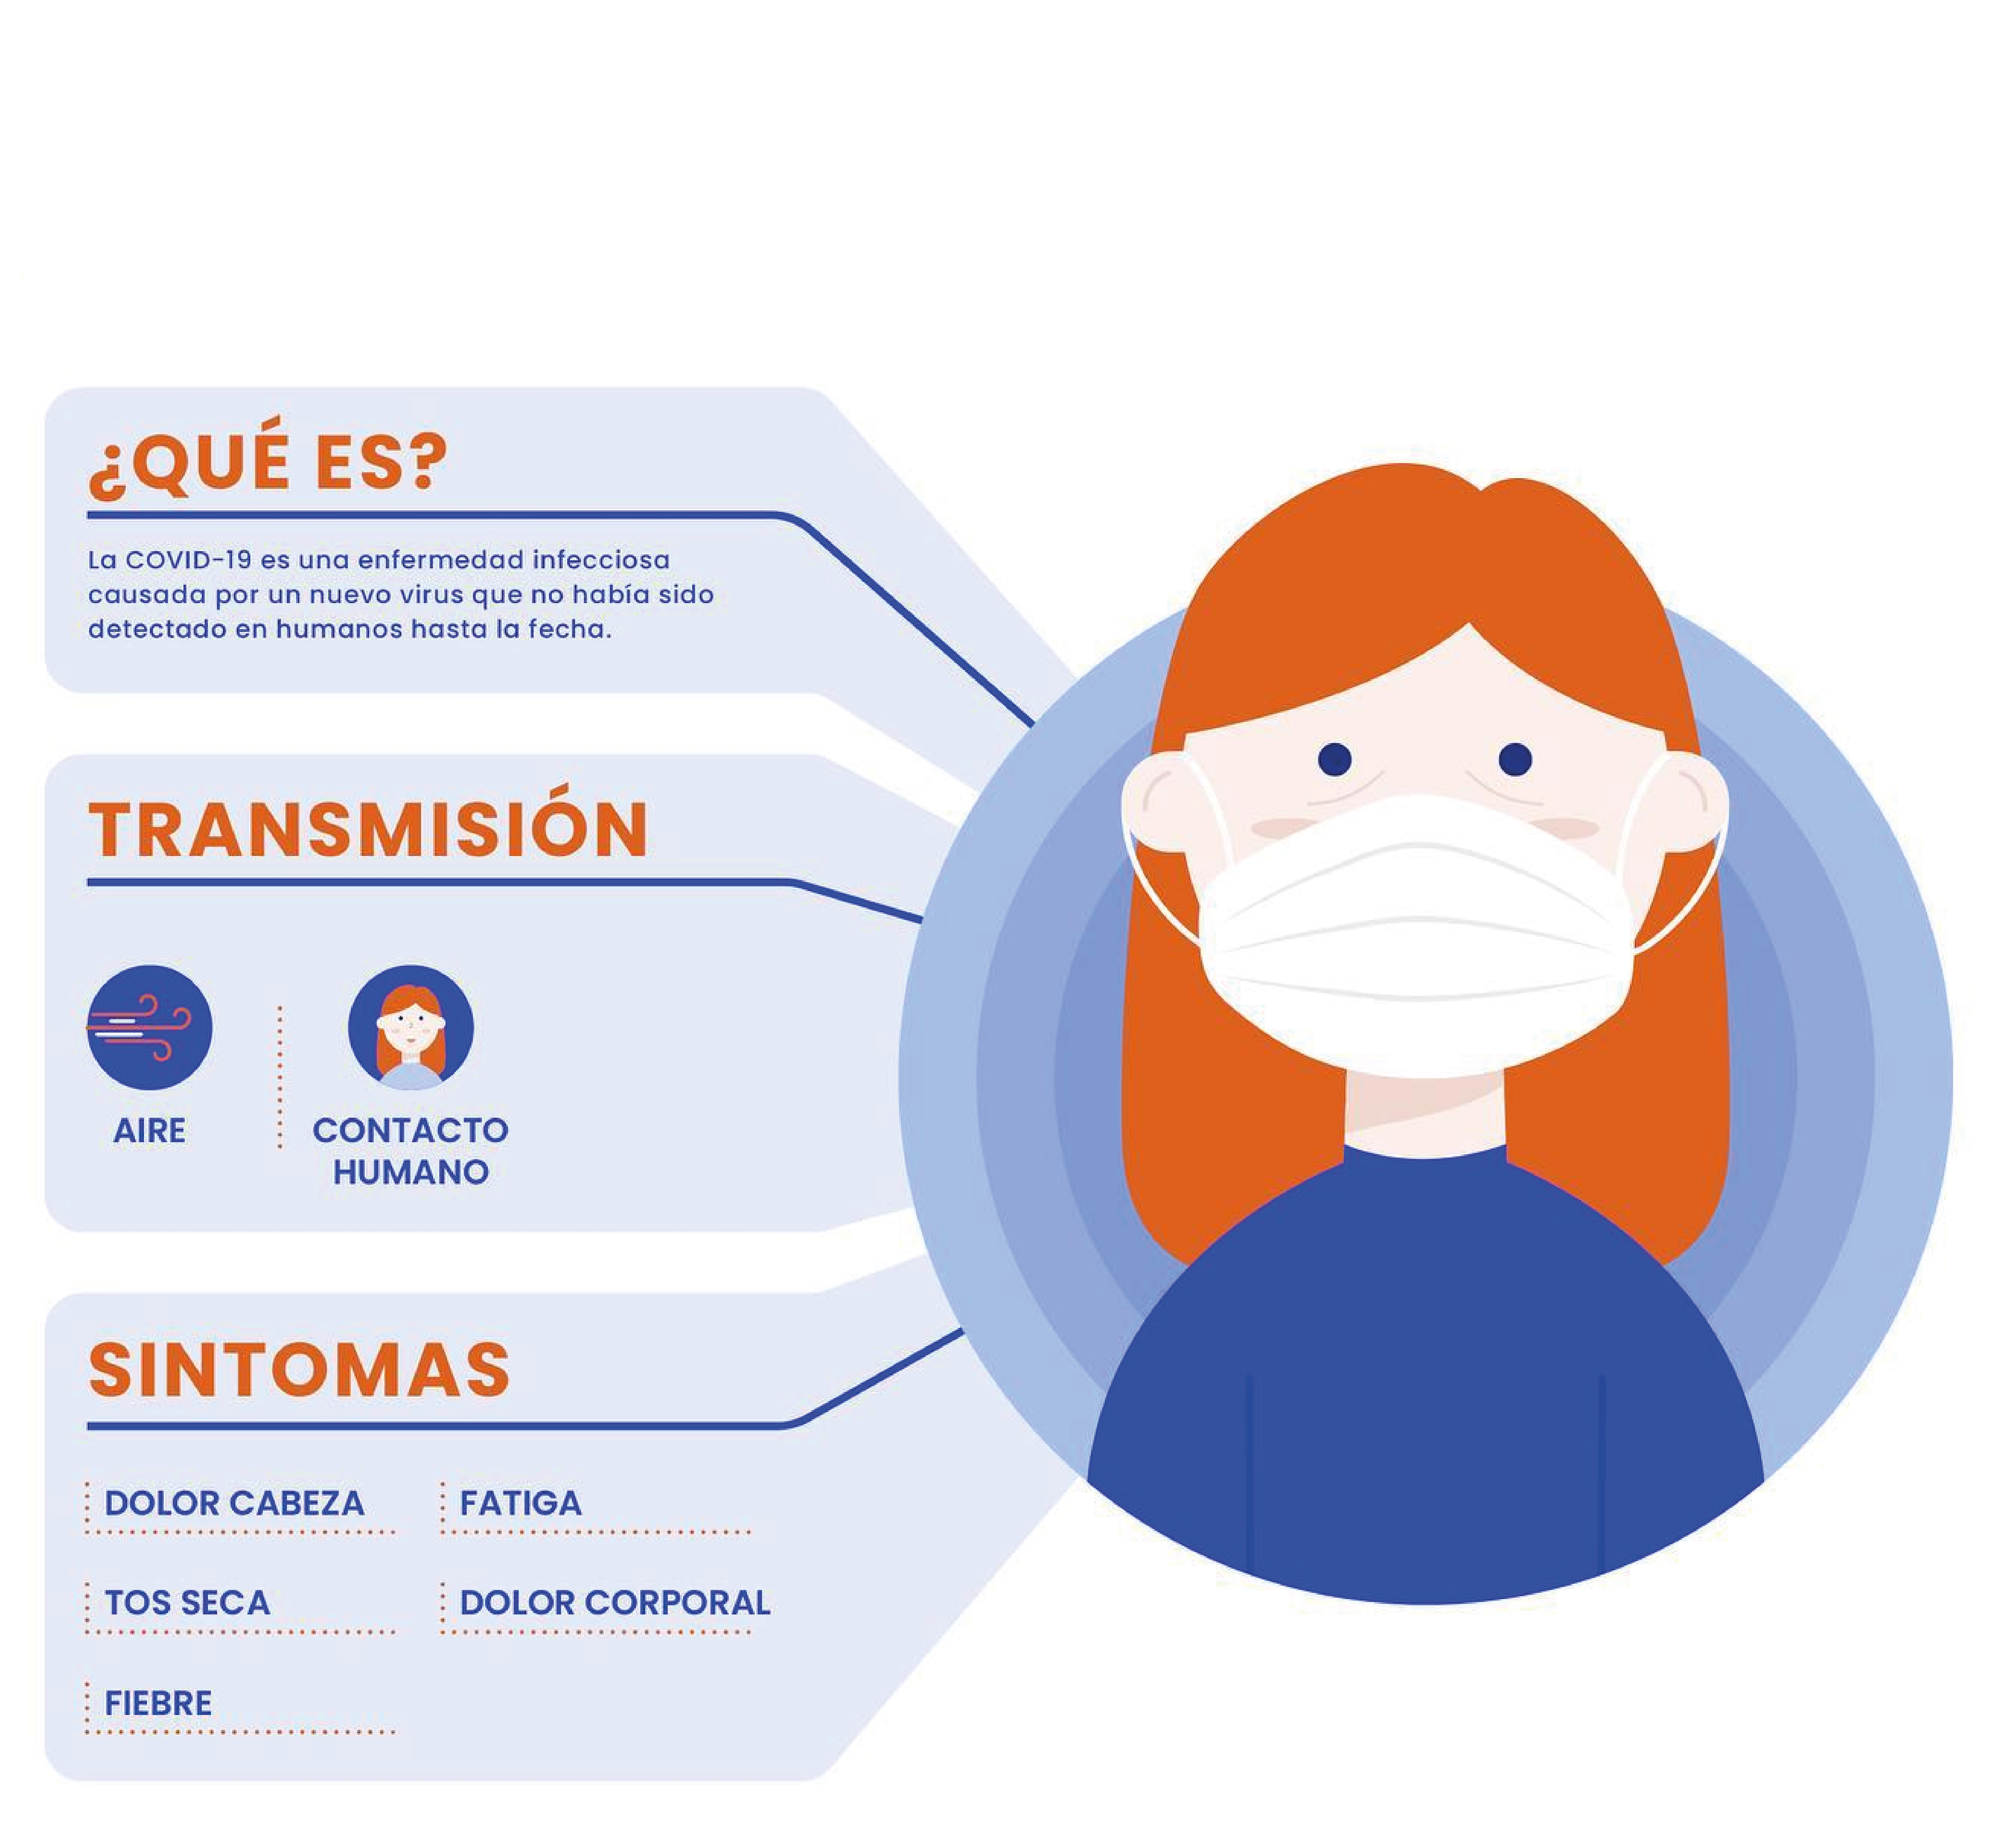 ¿QUÉ ES?
La COVID-19 es una enfermedad infecciosa
causada por un nuevo virus que no había sido
detectado en humanos hasta la fecha.
TRANSMISIÓN
AIRE
CONTACTO
HUMANO
SINTOMAS
DOLOR CABEZA
FATIGA
TOS SECA
DOLOR CORPORAL
FIEBRE